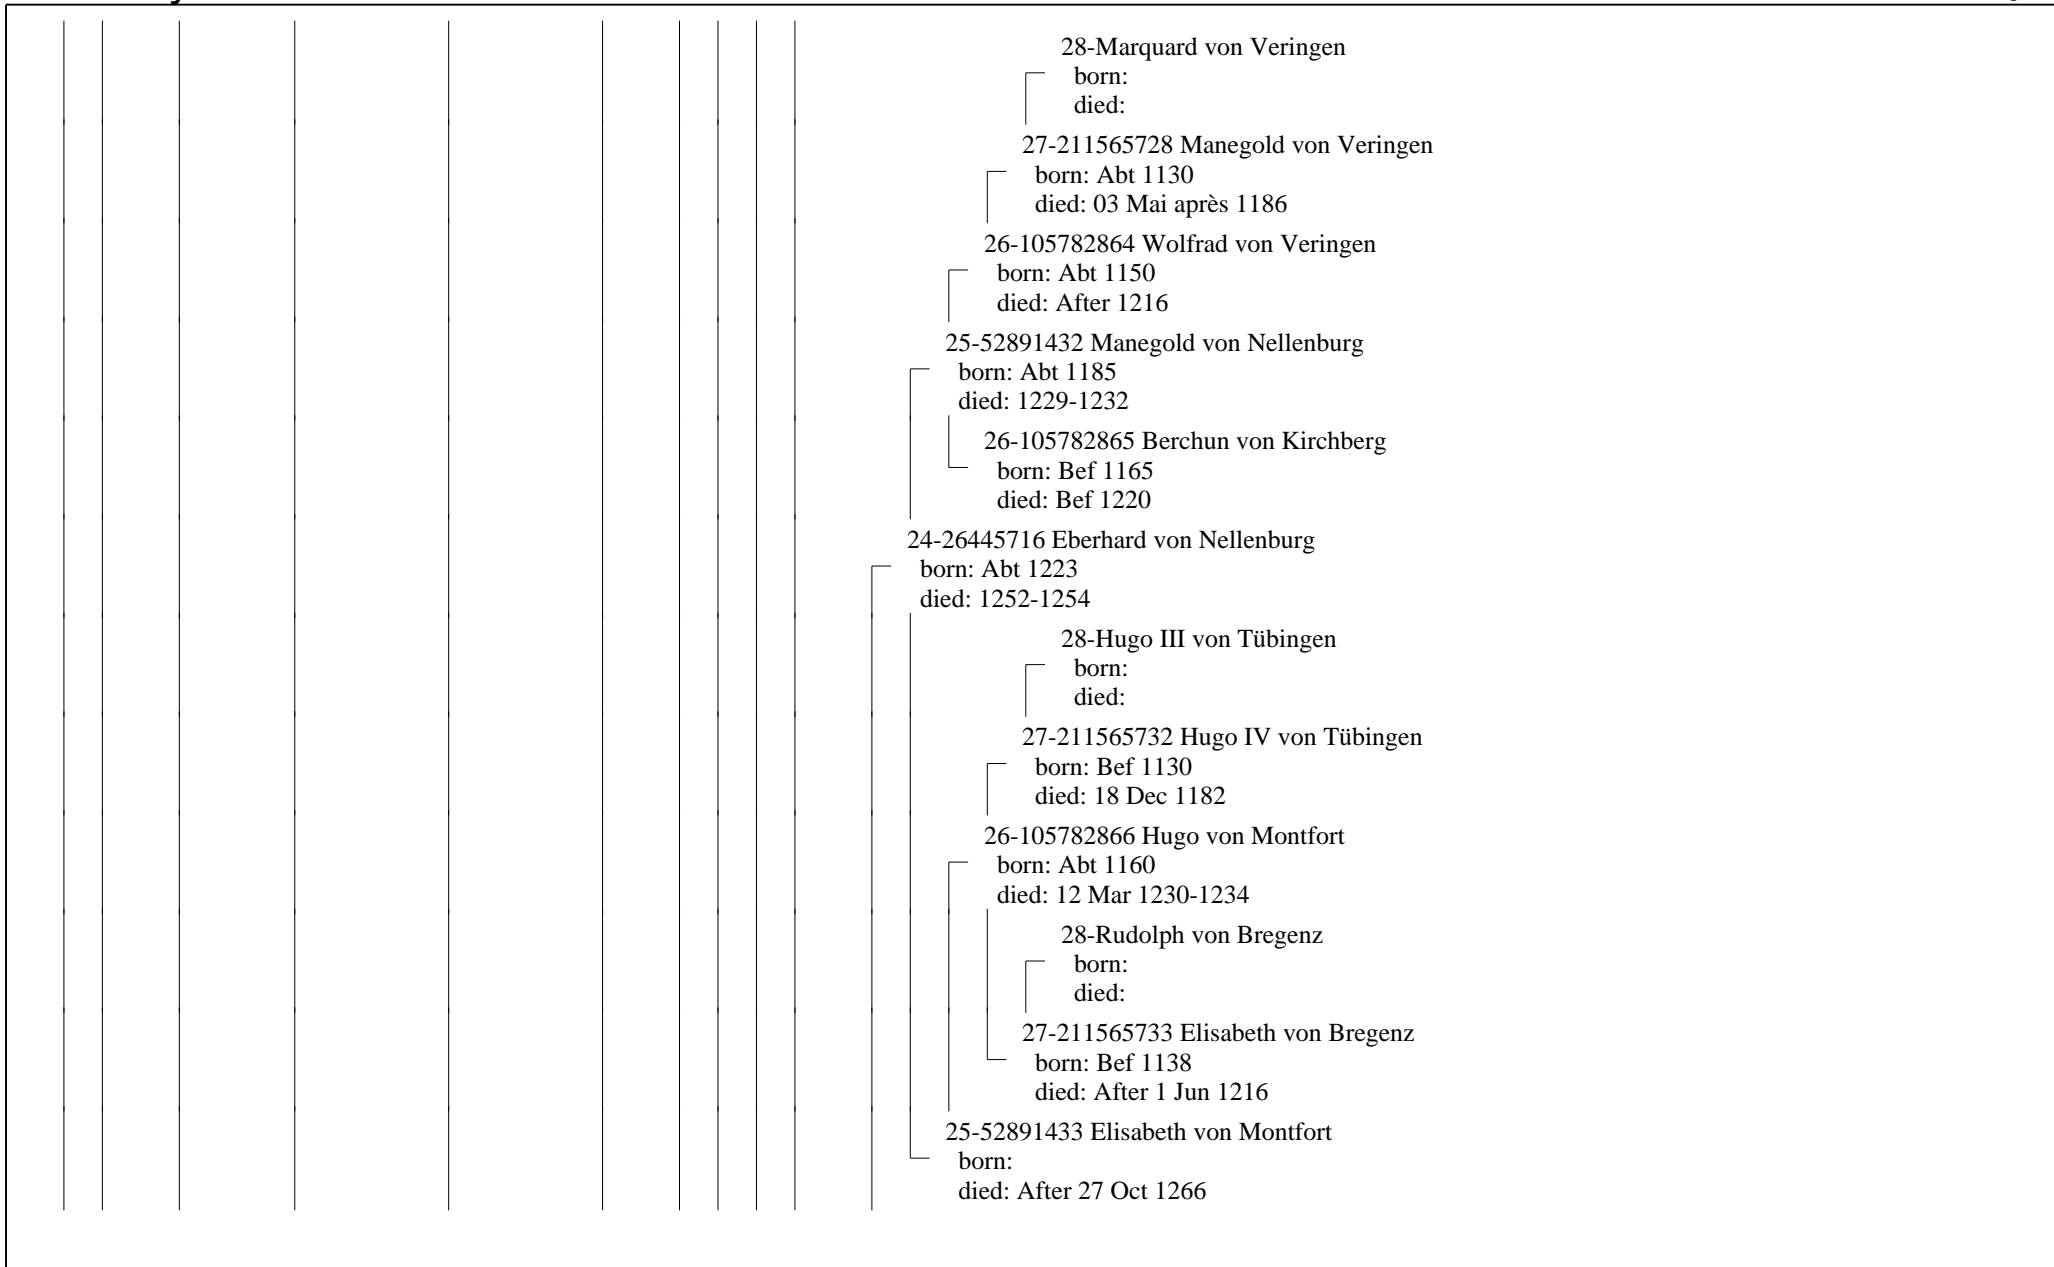 28-Marquard von Veringen
born:
died:
27-211565728 Manegold von Veringen
born: Abt 1130
died: 03 Mai après 1186
26-105782864 Wolfrad von Veringen
born: Abt 1150
died: After 1216
25-52891432 Manegold von Nellenburg
born: Abt 1185
died: 1229-1232
26-105782865 Berchun von Kirchberg
born: Bef 1165
died: Bef 1220
24-26445716 Eberhard von Nellenburg
born: Abt 1223
died: 1252-1254
28-Hugo III von Tübingen
born:
died:
27-211565732 Hugo IV von Tübingen
born: Bef 1130
died: 18 Dec 1182
26-105782866 Hugo von Montfort
born: Abt 1160
died: 12 Mar 1230-1234
28-Rudolph von Bregenz
born:
died:
27-211565733 Elisabeth von Bregenz
born: Bef 1138
died: After 1 Jun 1216
25-52891433 Elisabeth von Montfort
born:
died: After 27 Oct 1266